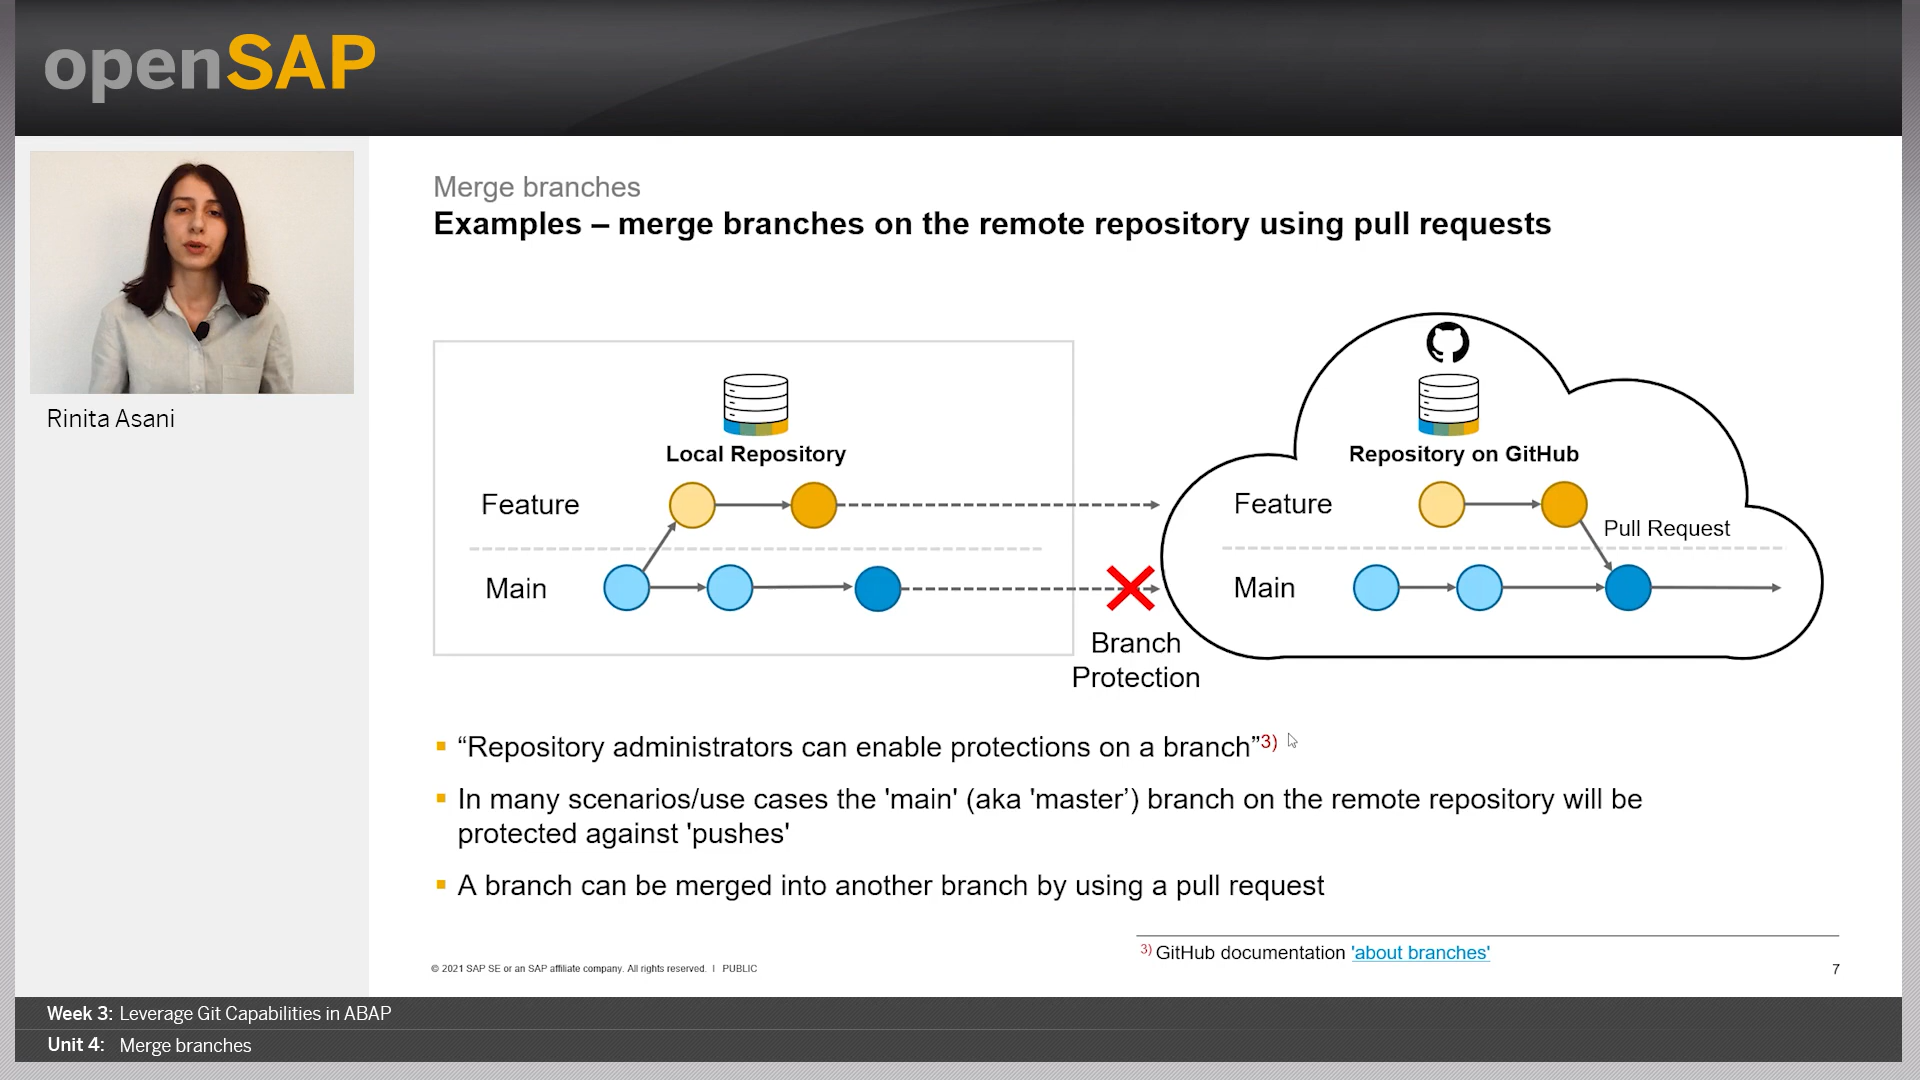 openSAP
Rinita Asani
Merge branches
Examples – merge branches on the remote repository using pull requests
Local Repository
Feature
Main
Branch
Protection
Repository on GitHub
Feature
Pull Request
Main
“Repository administrators can enable protections on a branch”3)
In many scenarios/use cases the 'main' (aka 'master’) branch on the remote repository will be
protected against 'pushes'
A branch can be merged into another branch by using a pull request
3) GitHub documentation 'about branches'
© 2021 SAP SE or an SAP affiliate company. All rights reserved. | PUBLIC
7
Week 3: Leverage Git Capabilities in ABAP
Unit 4: Merge branches